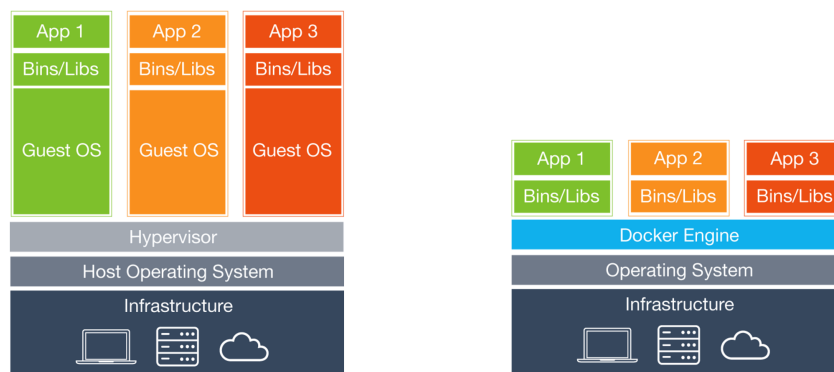 App 1
App 2
App 3
Bins/Libs
Bins/Libs
Bins/Libs
Guest OS
Guest OS
Guest OS
Hypervisor
Host Operating System
Infrastructure
App 1
App 2
App 3
Bins/Libs
Bins/Libs
Bins/Libs
Docker Engine
Operating System
Infrastructure